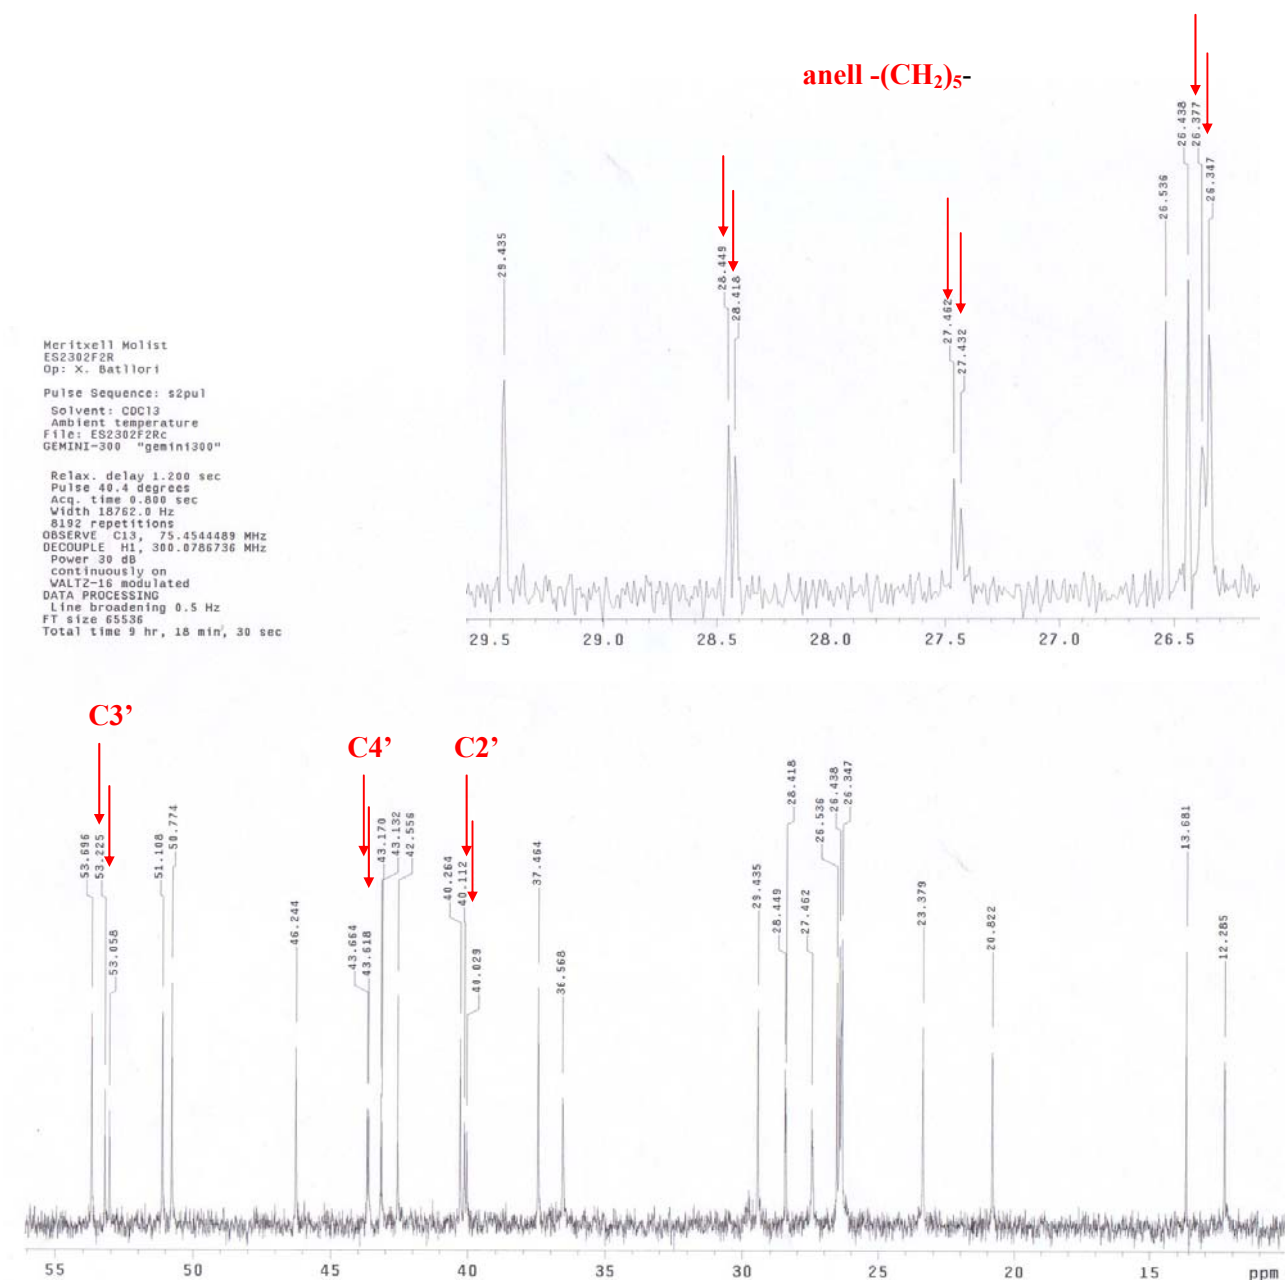 anell -(CH₂)₅-
29.435
28.449
28.418
27.462
27.432
26.536
26.438
26.377
26.347
29.5 29.0 28.5 28.0 27.5 27.0 26.5
Meritxell Molist
ES2302F2R
Op: X. Batllori
Pulse Sequence: s2pul
Solvent: CDCl3
Ambient temperature
File: ES2302F2Rc
GEMINI-300 "gemini300"
Relax. delay 1.200 sec
Pulse 40.4 degrees
Acq. time 0.800 sec
Width 18762.0 Hz
8192 repetitions
OBSERVE C13, 75.4544489 MHz
DECOUPLE H1, 300.0786736 MHz
Power 30 dB
continuously on
WALTZ-16 modulated
DATA PROCESSING
Line broadening 0.5 Hz
FT size 65536
Total time 9 hr, 18 min, 30 sec
C3’
C4’
C2’
53.696
53.225
53.058
51.108
50.774
46.244
43.664
43.618
43.170
43.132
42.556
40.264
40.112
40.029
37.464
36.568
29.435
28.449
28.418
27.462
26.536
26.438
26.347
23.379
20.822
13.681
12.285
55 50 45 40 35 30 25 20 15 ppm